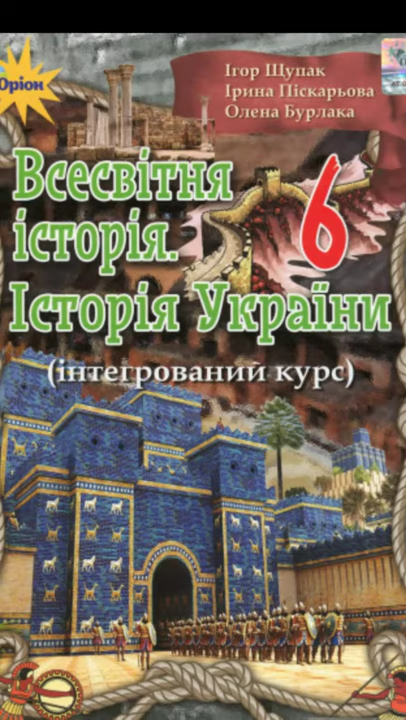 Оріон
Ігор Щупак
Ірина Піскарьова
Олена Бурлака
Всесвітня
історія.
6
Історія України
(інтегрований курс)